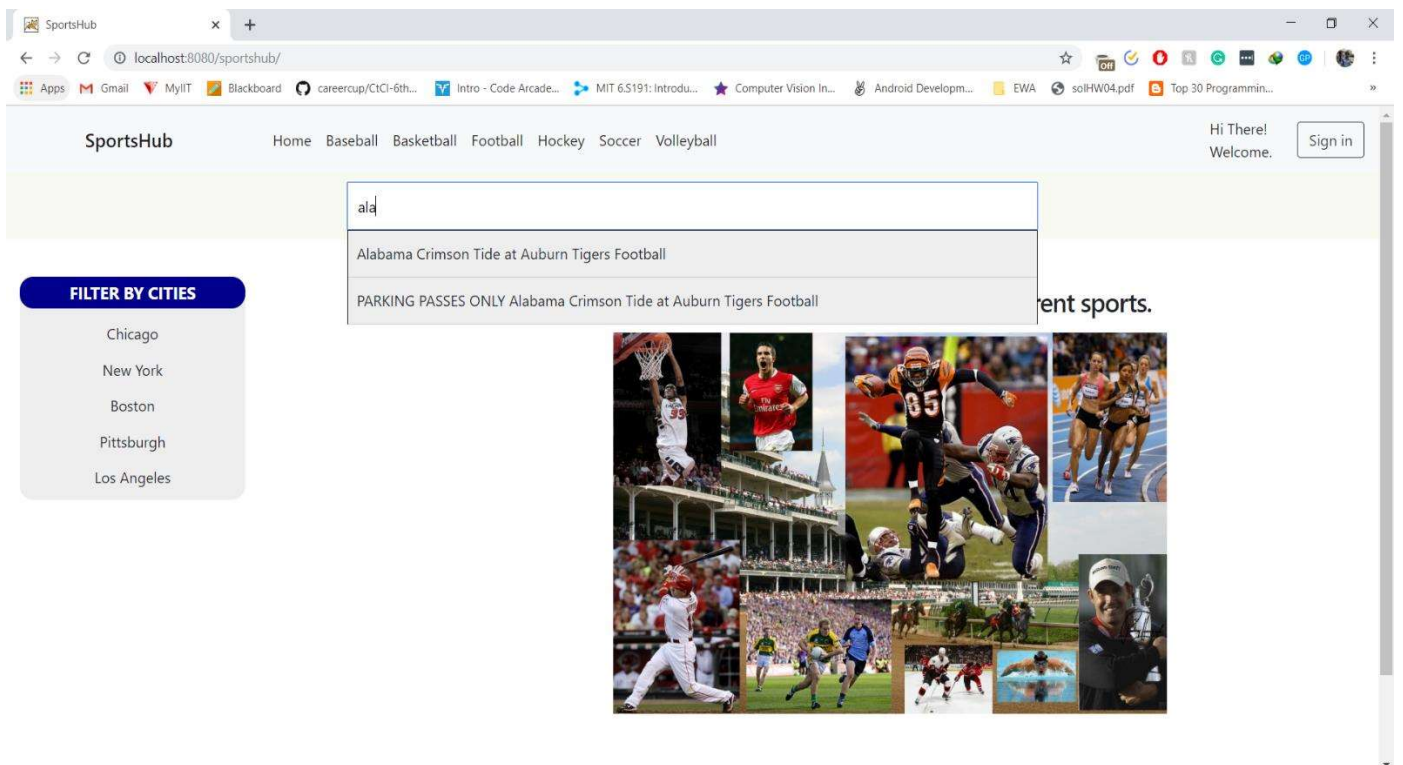 SportsHub
localhost:8080/sportshub/
Off
GP
Apps Gmail MyIIT Blackboard careercup/CtCI-6th... Intro - Code Arcade... MIT 6.S191: Introdu... Computer Vision In... Android Developm... EWA solHW04.pdf Top 30 Programmin... »
SportsHub Home Baseball Basketball Football Hockey Soccer Volleyball Hi There! Welcome. Sign in
ala
Alabama Crimson Tide at Auburn Tigers Football
PARKING PASSES ONLY Alabama Crimson Tide at Auburn Tigers Football
rent sports.
FILTER BY CITIES
Chicago
New York
Boston
Pittsburgh
Los Angeles
85